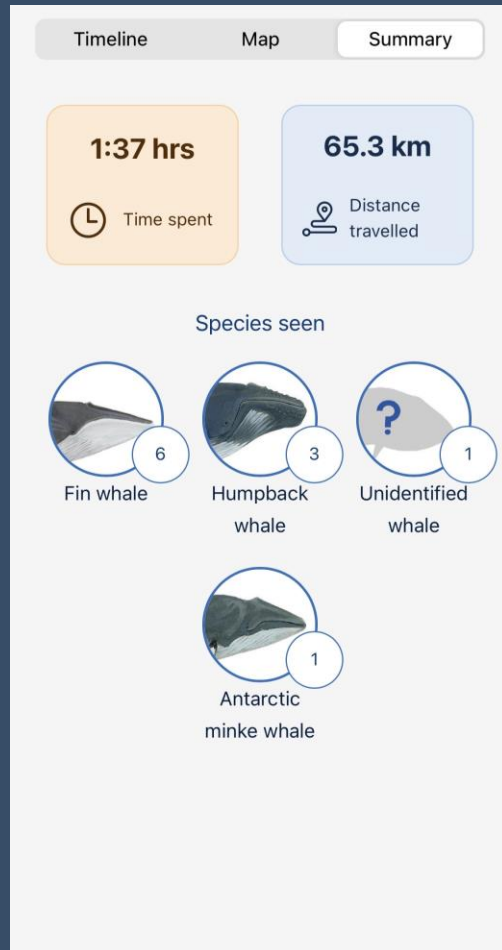 Timeline Map Summary
1:37 hrs
65.3 km
Time spent
Distance
travelled
Species seen
6
3
?
1
Fin whale
Humpback
whale
Unidentified
whale
1
Antarctic
minke whale